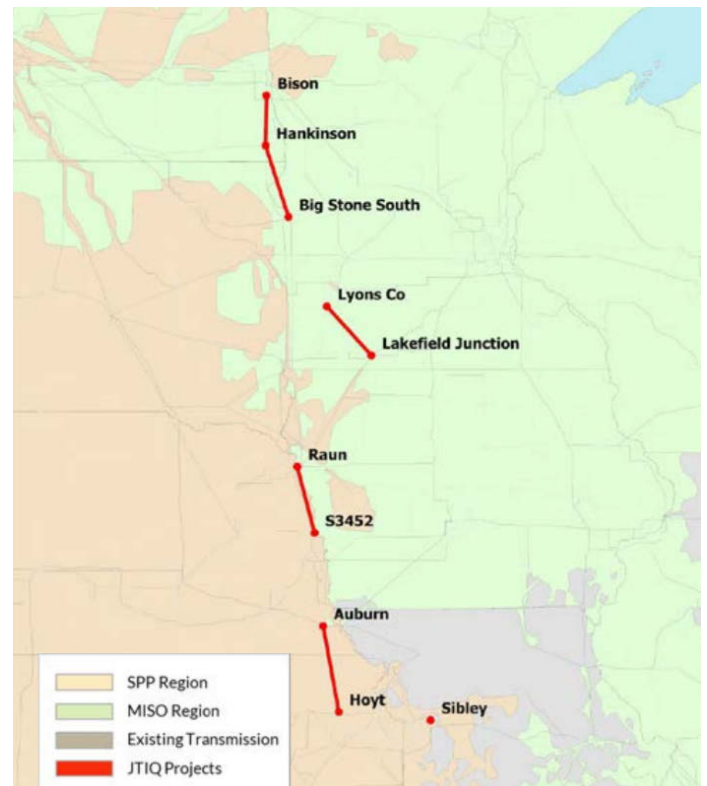 Bison
Hankinson
Big Stone South
Lyons Co
Lakefield Junction
Raun
S3452
Auburn
Hoyt
Sibley
SPP Region
MISO Region
Existing Transmission
JTIQ Projects